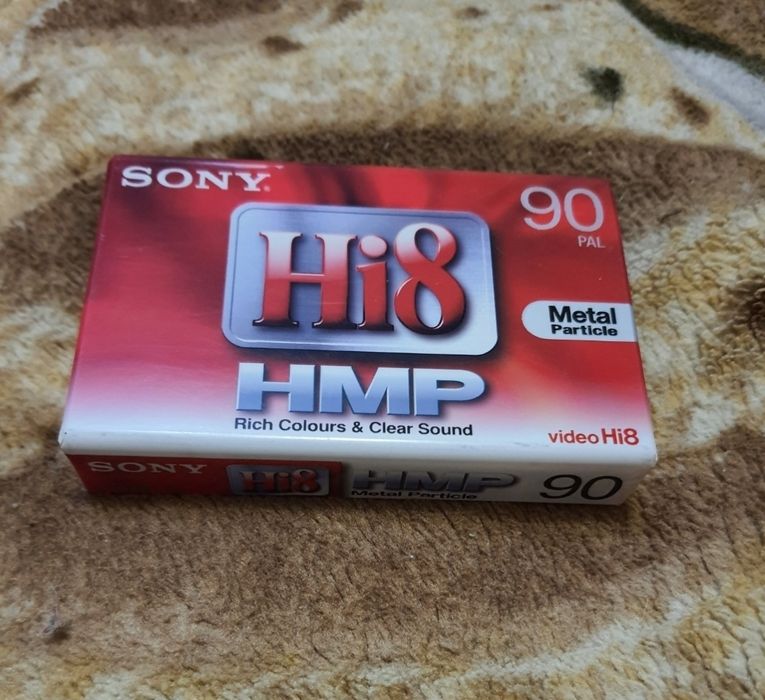 SONY
90
PAL
Hi8
Metal
Particle
HMP
Rich Colours & Clear Sound
video Hi8
SONY Hi8 HMP 90
Metal Particle